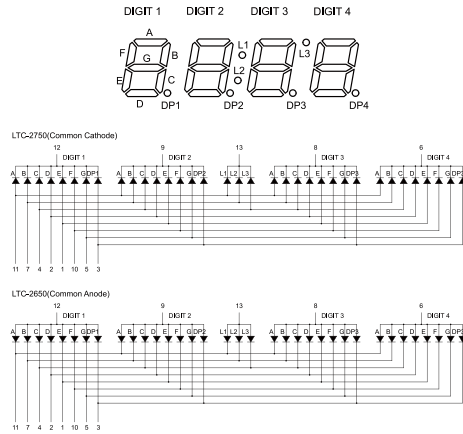 DIGIT 1 DIGIT 2 DIGIT 3 DIGIT 4
A
F B L1 L3
G
L2
E C
D DP1 DP2 DP3 DP4
LTC-2750(Common Cathode)
12 9 13 8 6
DIGIT 1 DIGIT 2 DIGIT 3 DIGIT 4
A B C D E F G DP1 A B C D E F G DP2 L1 L2 L3 A B C D E F G DP3 A B C D E F G DP
11 7 4 2 1 10 5 3
LTC-2650(Common Anode)
12 9 13 8 6
DIGIT 1 DIGIT 2 DIGIT 3 DIGIT 4
A B C D E F G DP1 A B C D E F G DP2 L1 L2 L3 A B C D E F G DP3 A B C D E F G DP
11 7 4 2 1 10 5 3